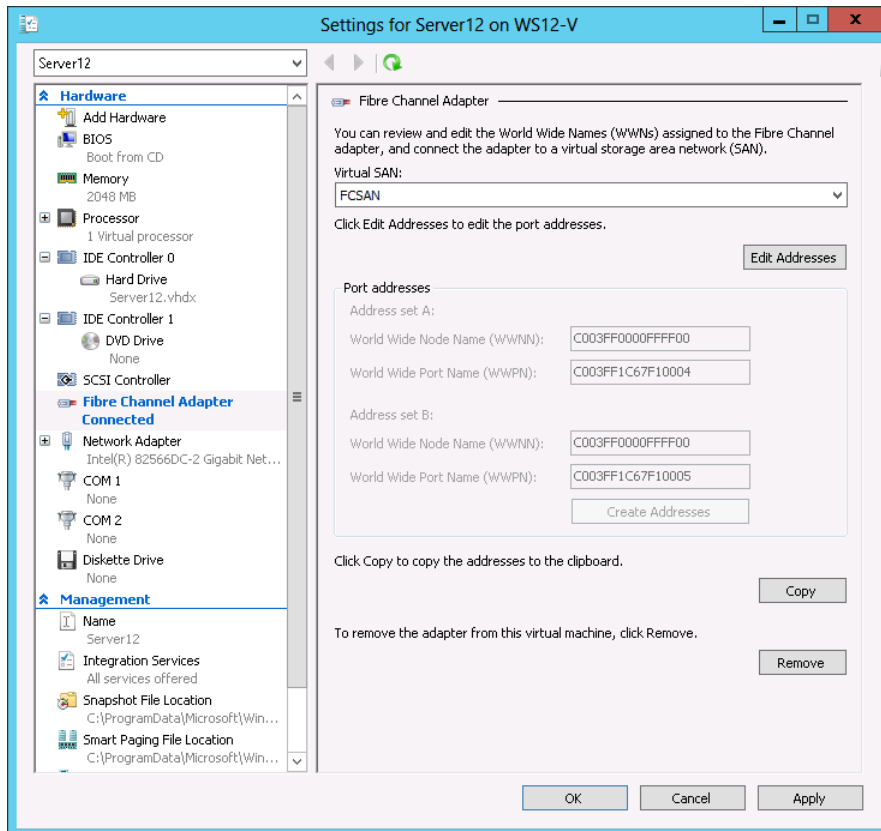 Settings for Server12 on WS12-V
Server12
Hardware
Add Hardware
BIOS
Boot from CD
Memory
2048 MB
Processor
1 Virtual processor
IDE Controller 0
Hard Drive
Server12.vhdx
IDE Controller 1
DVD Drive
None
SCSI Controller
Fibre Channel Adapter
Connected
Network Adapter
Intel(R) 82566DC-2 Gigabit Net...
COM 1
None
COM 2
None
Diskette Drive
None
Management
Name
Server12
Integration Services
All services offered
Snapshot File Location
C:\ProgramData\Microsoft\Win...
Smart Paging File Location
C:\ProgramData\Microsoft\Win...
Fibre Channel Adapter
You can review and edit the World Wide Names (WWNs) assigned to the Fibre Channel
adapter, and connect the adapter to a virtual storage area network (SAN).
Virtual SAN:
FCSAN
Click Edit Addresses to edit the port addresses.
Edit Addresses
Port addresses
Address set A:
World Wide Node Name (WWNN): C003FF0000FFFF00
World Wide Port Name (WWPN): C003FF1C67F10004
Address set B:
World Wide Node Name (WWNN): C003FF0000FFFF00
World Wide Port Name (WWPN): C003FF1C67F10005
Create Addresses
Click Copy to copy the addresses to the clipboard.
Copy
To remove the adapter from this virtual machine, click Remove.
Remove
OK Cancel Apply